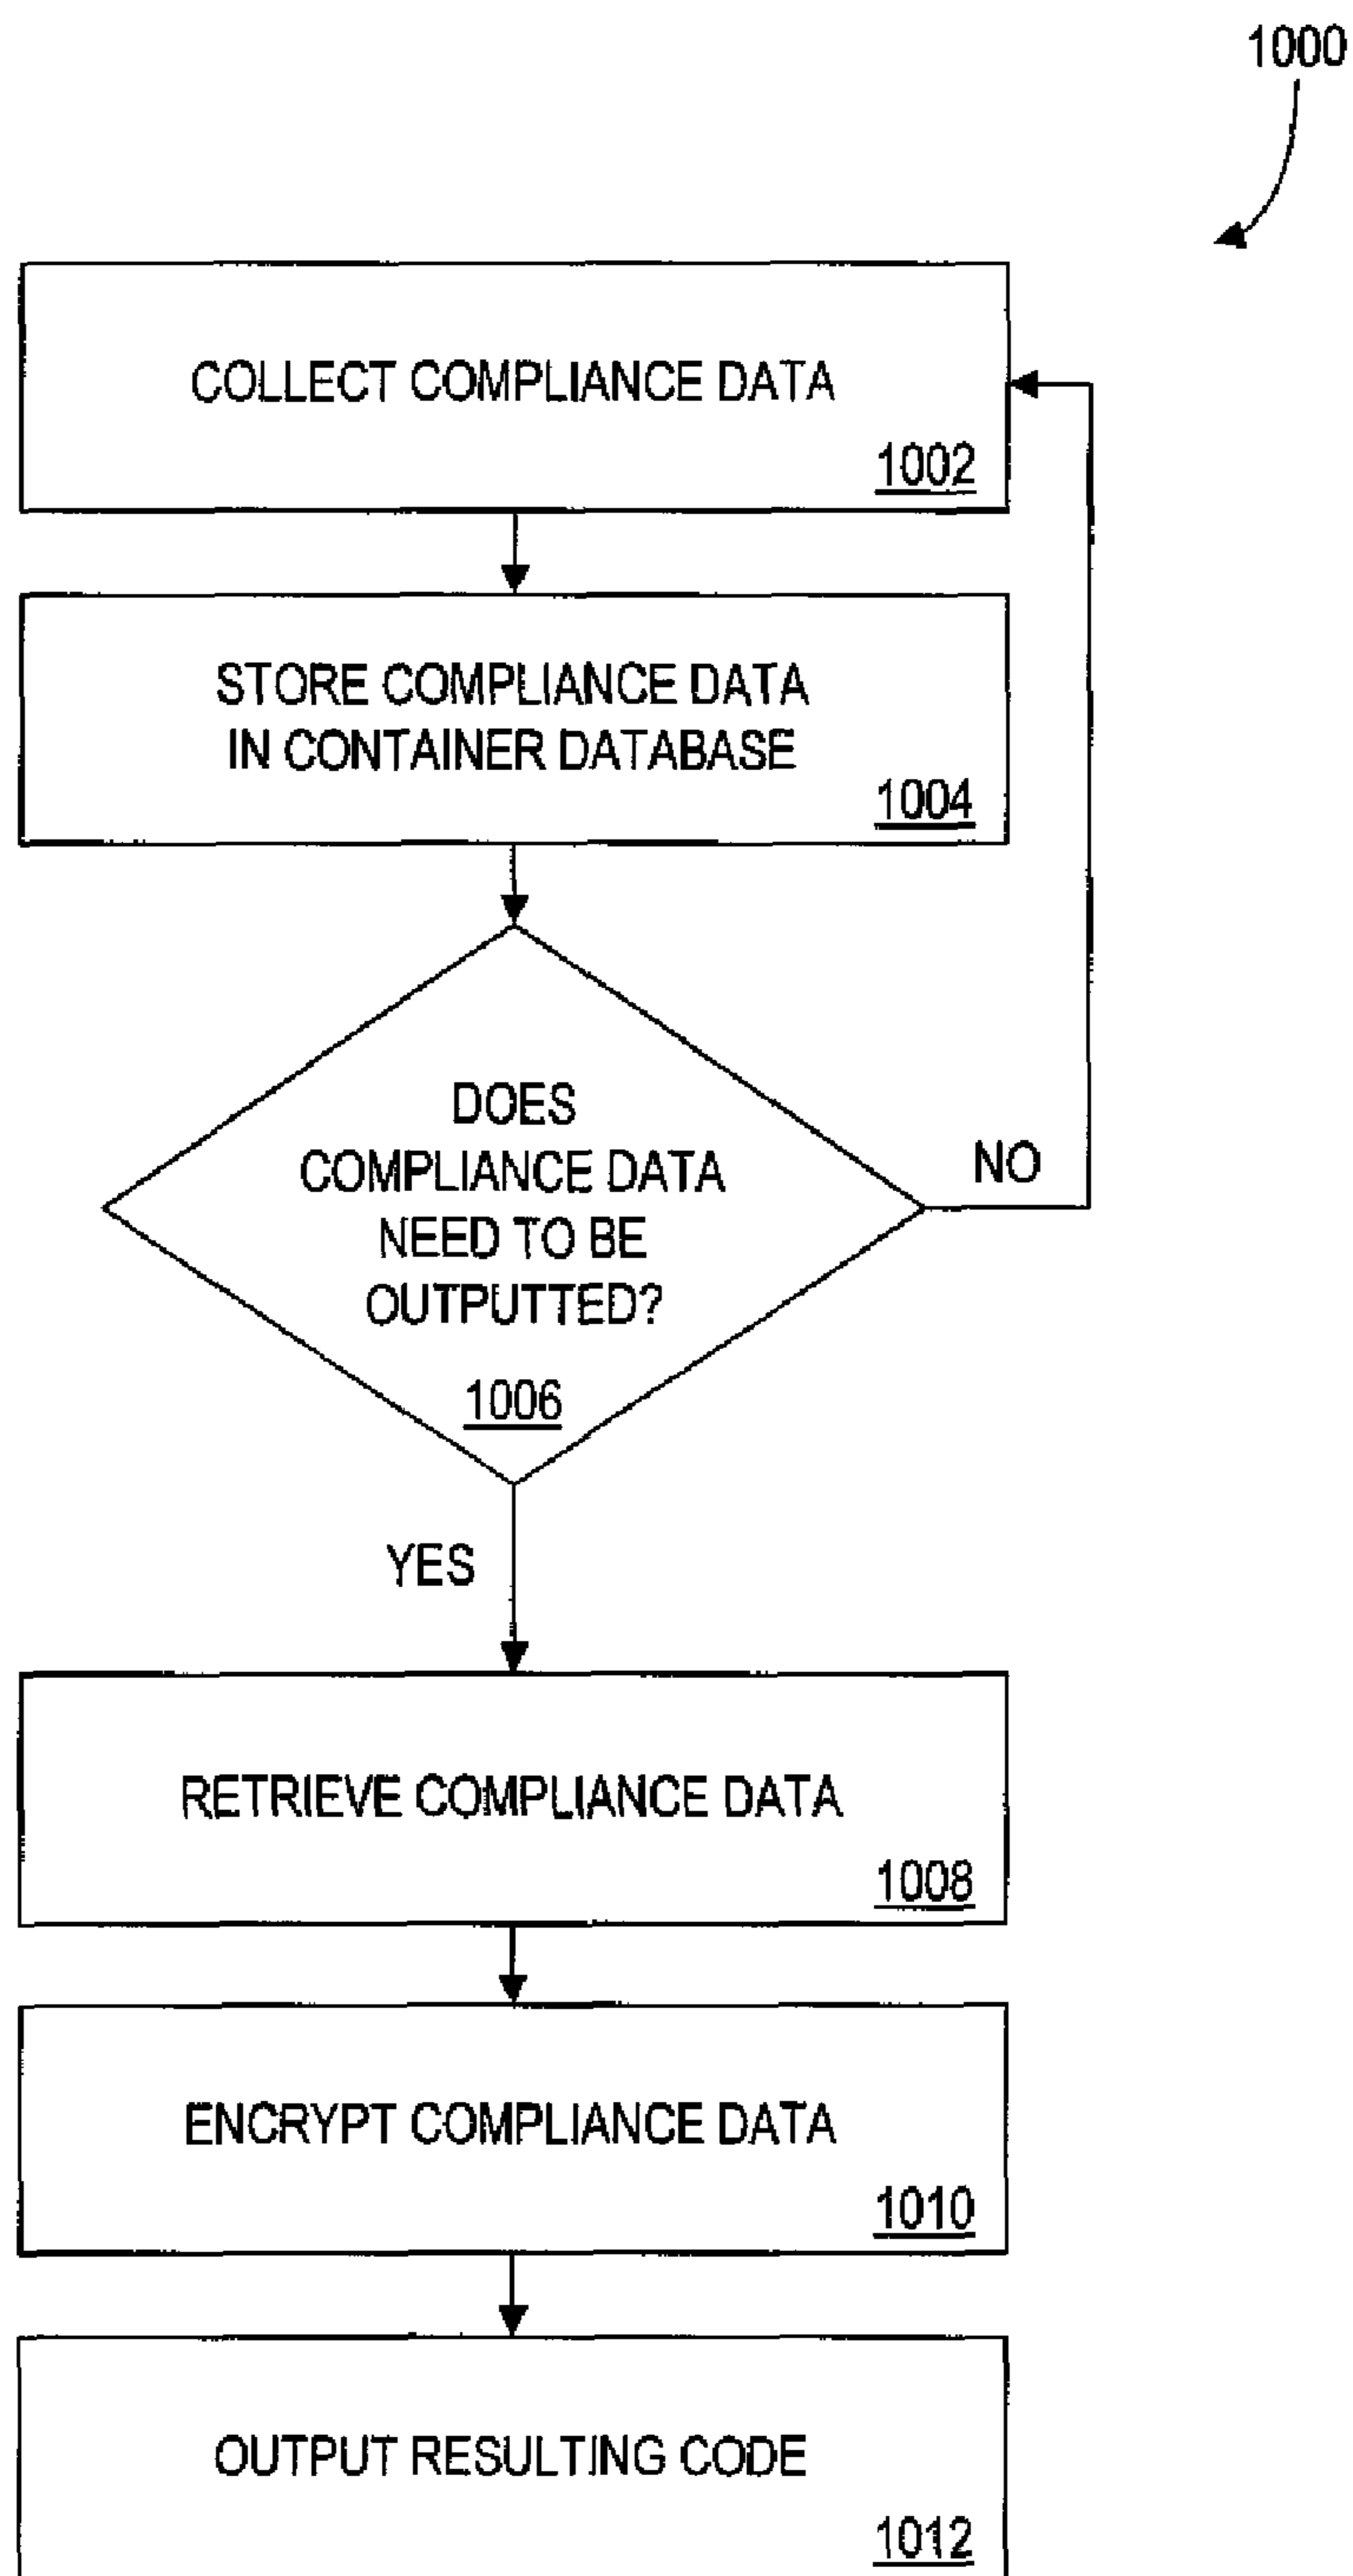 1000
COLLECT COMPLIANCE DATA
1002
STORE COMPLIANCE DATA
IN CONTAINER DATABASE
1004
DOES
COMPLIANCE DATA
NEED TO BE
OUTPUTTED?
1006
NO
YES
RETRIEVE COMPLIANCE DATA
1008
ENCRYPT COMPLIANCE DATA
1010
OUTPUT RESULTING CODE
1012